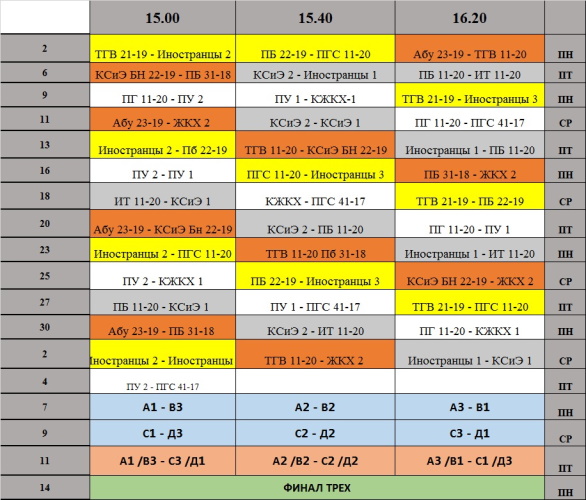 15.00 15.40 16.20
2 ТГВ 21-19 - Иностранцы 2 ПБ 22-19 - ПГС 11-20 Абу 23-19 - ТГВ 11-20 ПН
6 КСиЭ БН 22-19 - ПБ 31-18 КСиЭ 2 - Иностранцы 1 ПБ 11-20 - ИТ 11-20 ПТ
9 ПГ 11-20 - ПУ 2 ПУ 1 - КЖКХ-1 ТГВ 21-19 - Иностранцы 3 ПН
11 Абу 23-19 - ЖКХ 2 КСиЭ 2 - КСиЭ 1 ПГ 11-20 - ПГС 41-17 СР
13 Иностранцы 2 - Пб 22-19 ТГВ 11-20 - КСиЭ БН 22-19 Иностранцы 1 - ПБ 11-20 ПТ
16 ПУ 2 - ПУ 1 ПГС 11-20 - Иностранцы 3 ПБ 31-18 - ЖКХ 2 ПН
18 ИТ 11-20 - КСиЭ 1 КЖКХ - ПГС 41-17 ТГВ 21-19 - ПБ 22-19 СР
20 Абу 23-19 - КСиЭ Бн 22-19 КСиЭ 2 - ПБ 11-20 ПГ 11-20 - ПУ 1 ПТ
23 Иностранцы 2 - ПГС 11-20 ТГВ 11-20 Пб 31-18 Иностранцы 1 - ИТ 11-20 ПН
25 ПУ 2 - КЖКХ 1 ПБ 22-19 - Иностранцы 3 КСиЭ БН 22-19 - ЖКХ 2 СР
27 ПБ 11-20 - КСиЭ 1 ПУ 1 - ПГС 41-17 ТГВ 21-19 - ПГС 11-20 ПТ
30 Абу 23-19 - ПБ 31-18 КСиЭ 2 - ИТ 11-20 ПГ 11-20 - КЖКХ 1 ПН
2 Иностранцы 2 - Иностранцы ТГВ 11-20 - ЖКХ 2 Иностранцы 1 - КСиЭ 1 СР
4 ПУ 2 - ПГС 41-17 ПТ
7 А1 - В3 А2 - В2 А3 - В1 ПН
9 С1 - Д3 С2 - Д2 С3 - Д1 СР
11 А1 /В3 - С3 /Д1 А2 /В2 - С2 /Д2 А3 /В1 - С1 /Д3 ПТ
14 ФИНАЛ ТРЕХ ПН